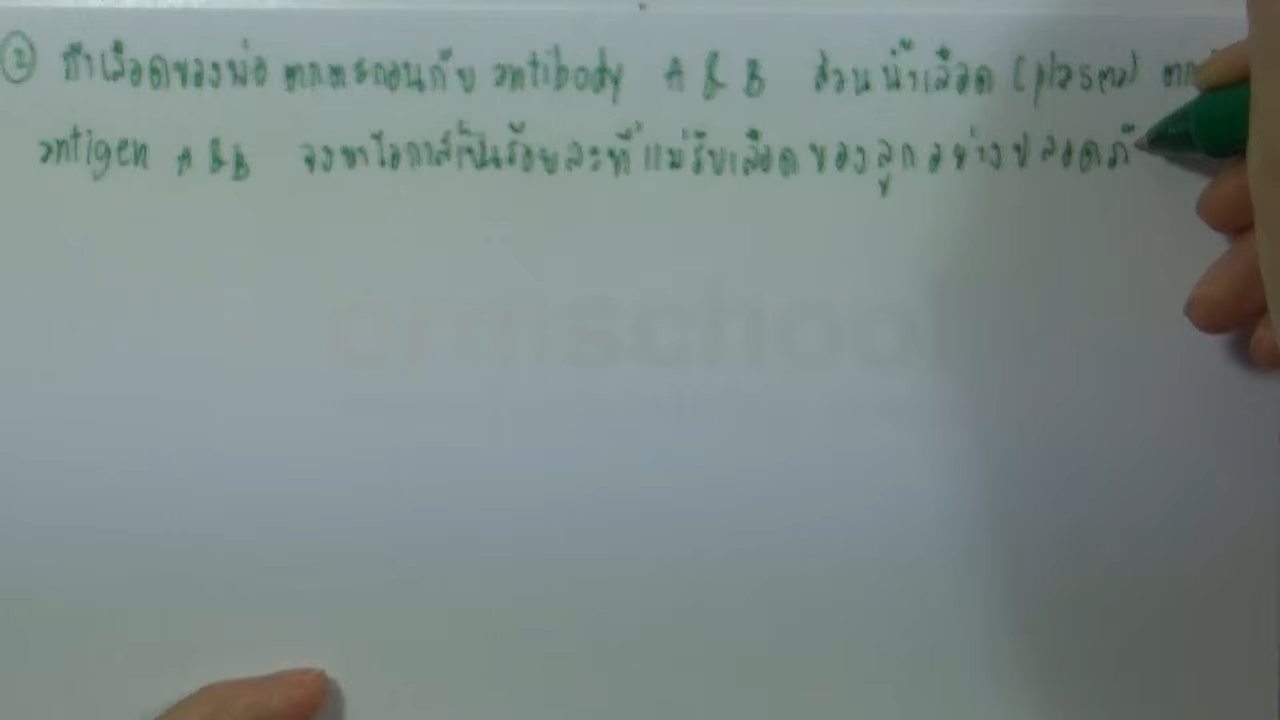 ② ถ้าเลือดของพ่อ ตกตะกอนกับ antibody A & B ส่วนน้ำเลือด (plasma)
antigen A & B จงหาโอกาสเป็นร้อยละที่ แม่รับเลือดของลูกอย่างปลอดภั